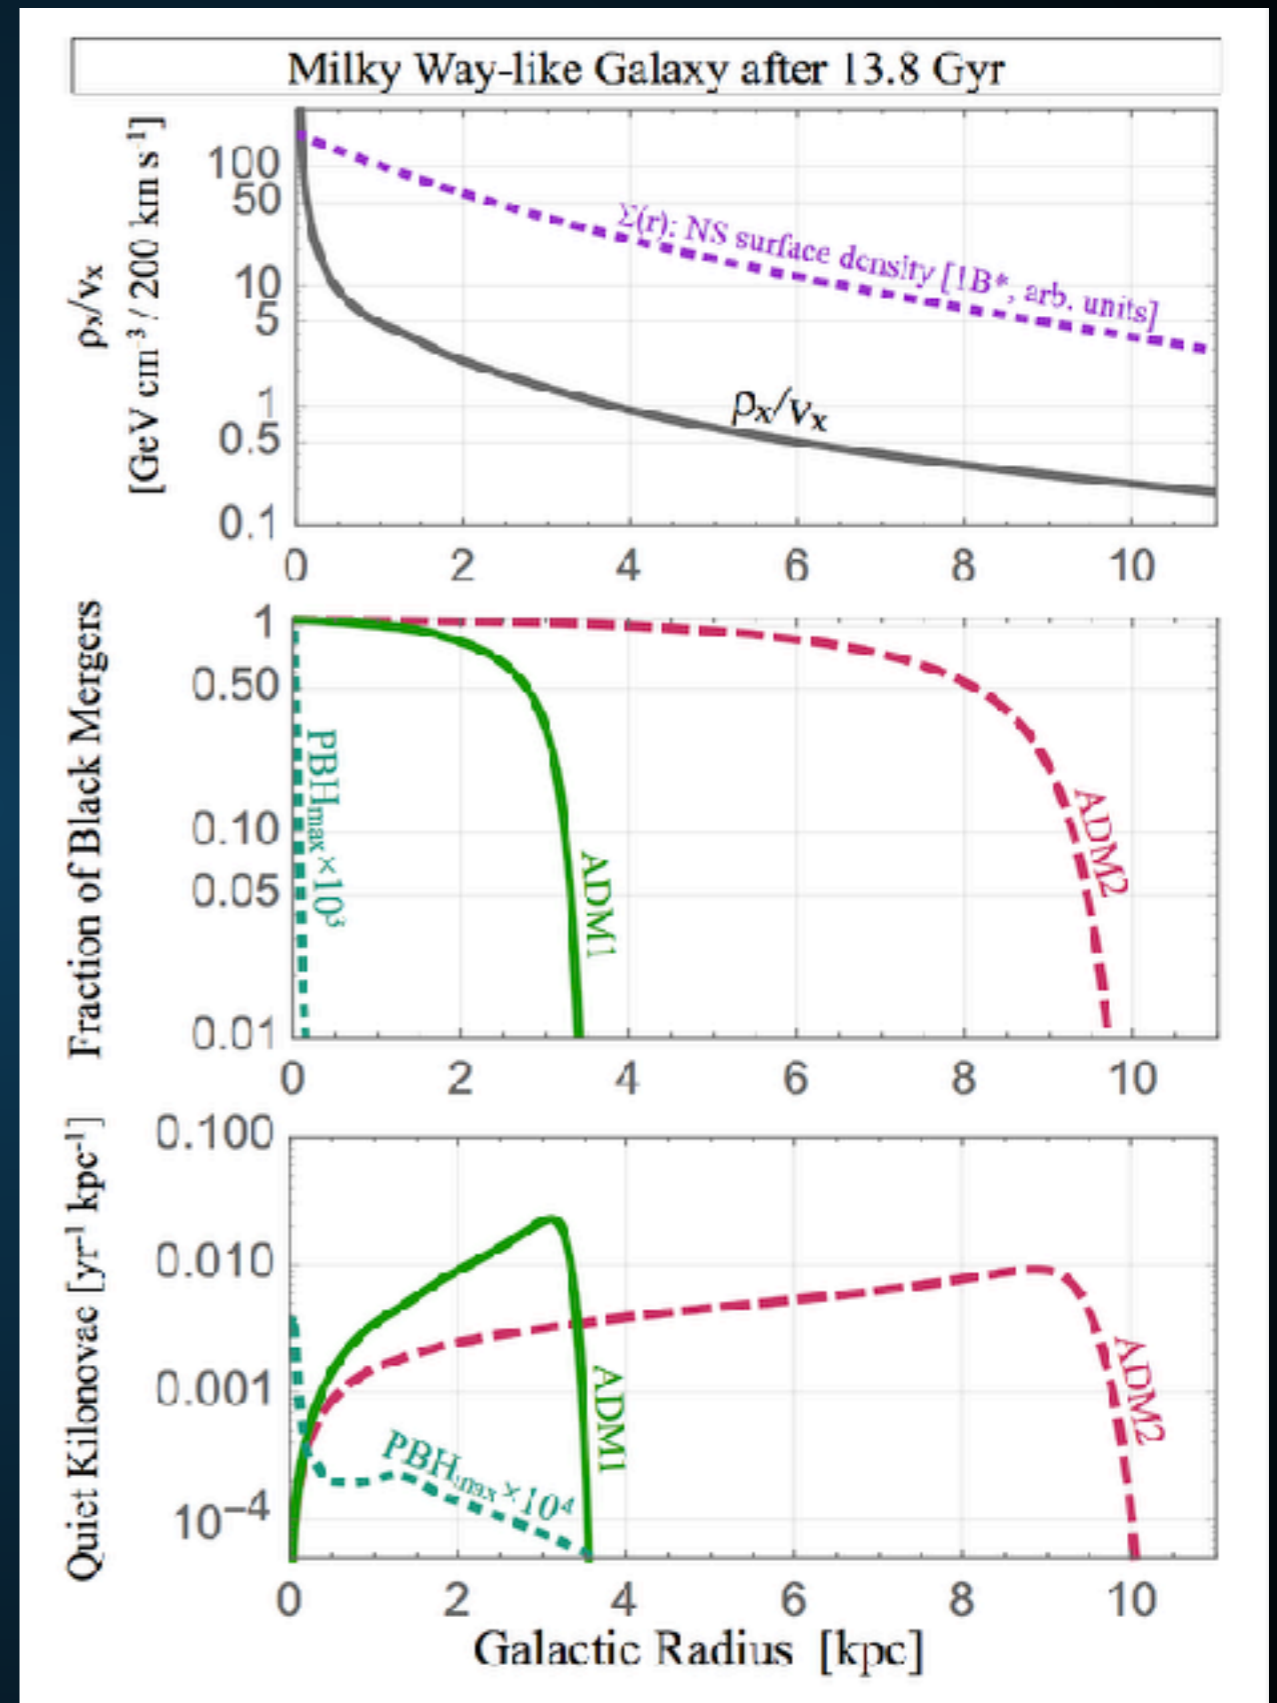 Milky Way-like Galaxy after 13.8 Gyr
ρx/vx
[GeV cm⁻³ / 200 km s⁻¹]
100
50
10
5
1
0.5
0.1
Σ(r): NS surface density [1B*, arb. units]
ρx/vx
0 2 4 6 8 10
Fraction of Black Mergers
1
0.50
0.10
0.05
0.01
PBHmax×10³
ADM1
ADM2
0 2 4 6 8 10
Quiet Kilonovae [yr⁻¹ kpc⁻¹]
0.100
0.010
0.001
10⁻⁴
PBHmax×10⁴
ADM1
ADM2
0 2 4 6 8 10
Galactic Radius [kpc]